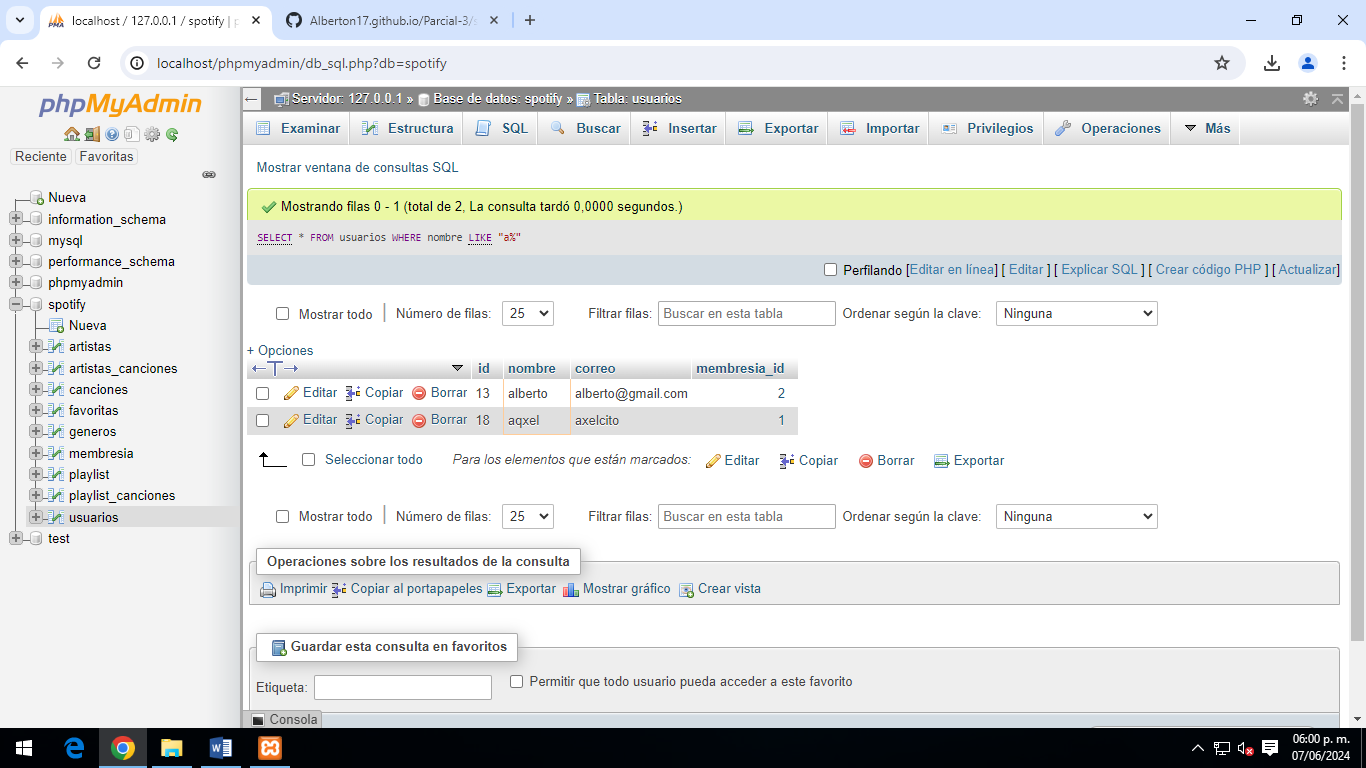 localhost / 127.0.0.1 / spotify | p
Alberton17.github.io/Parcial-3/s
localhost/phpmyadmin/db_sql.php?db=spotify
phpMyAdmin
Reciente Favoritas
Nueva
information_schema
mysql
performance_schema
phpmyadmin
spotify
Nueva
artistas
artistas_canciones
canciones
favoritas
generos
membresia
playlist
playlist_canciones
usuarios
test
Servidor: 127.0.0.1 » Base de datos: spotify » Tabla: usuarios
Examinar Estructura SQL Buscar Insertar Exportar Importar Privilegios Operaciones Más
Mostrar ventana de consultas SQL
Mostrando filas 0 - 1 (total de 2, La consulta tardó 0,0000 segundos.)
SELECT * FROM usuarios WHERE nombre LIKE "a%"
Perfilando [Editar en línea] [ Editar ] [ Explicar SQL ] [ Crear código PHP ] [ Actualizar]
Mostrar todo | Número de filas: 25 Filtrar filas: Buscar en esta tabla Ordenar según la clave: Ninguna
+ Opciones
←T→ id nombre correo membresia_id
Editar Copiar Borrar 13 alberto alberto@gmail.com 2
Editar Copiar Borrar 18 aqxel axelcito 1
Seleccionar todo Para los elementos que están marcados: Editar Copiar Borrar Exportar
Mostrar todo | Número de filas: 25 Filtrar filas: Buscar en esta tabla Ordenar según la clave: Ninguna
Operaciones sobre los resultados de la consulta
Imprimir Copiar al portapapeles Exportar Mostrar gráfico Crear vista
Guardar esta consulta en favoritos
Etiqueta: Permitir que todo usuario pueda acceder a este favorito
Consola
06:00 p. m.
07/06/2024